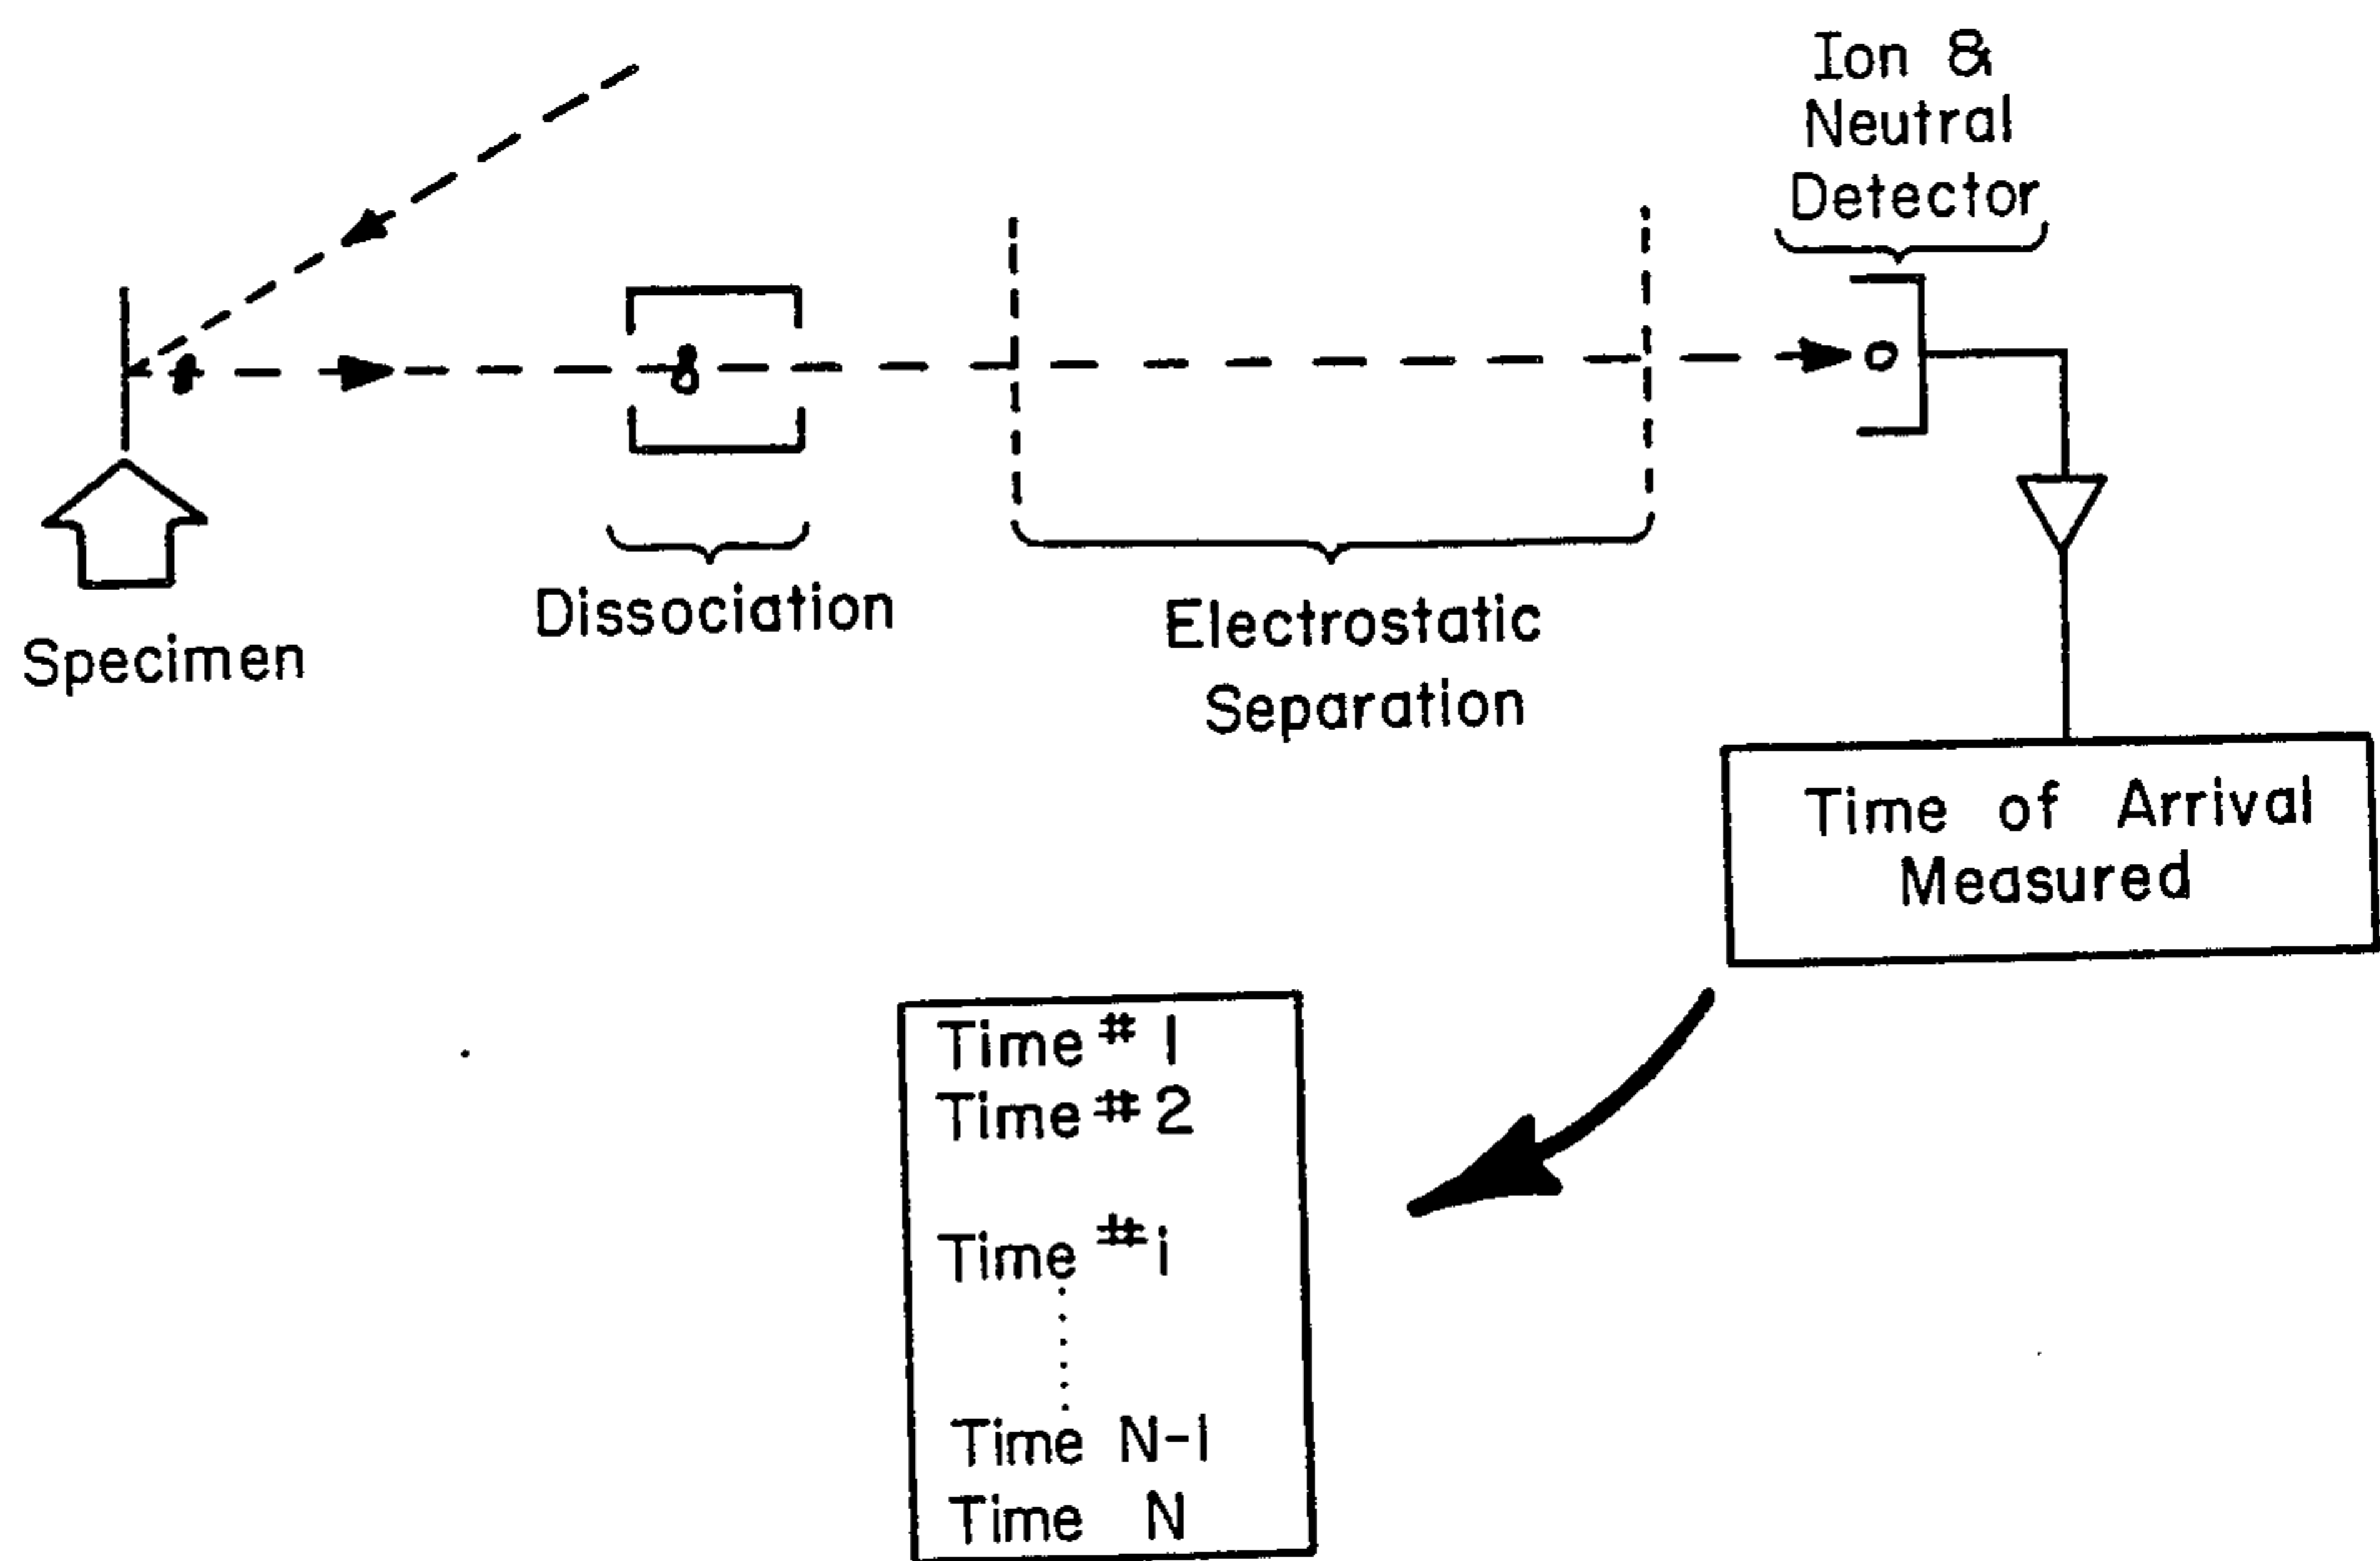 Ion &
Neutral
Detector
Specimen
Dissociation
Electrostatic
Separation
Time of Arrival
Measured
Time # 1
Time # 2
Time # i
Time N-1
Time N